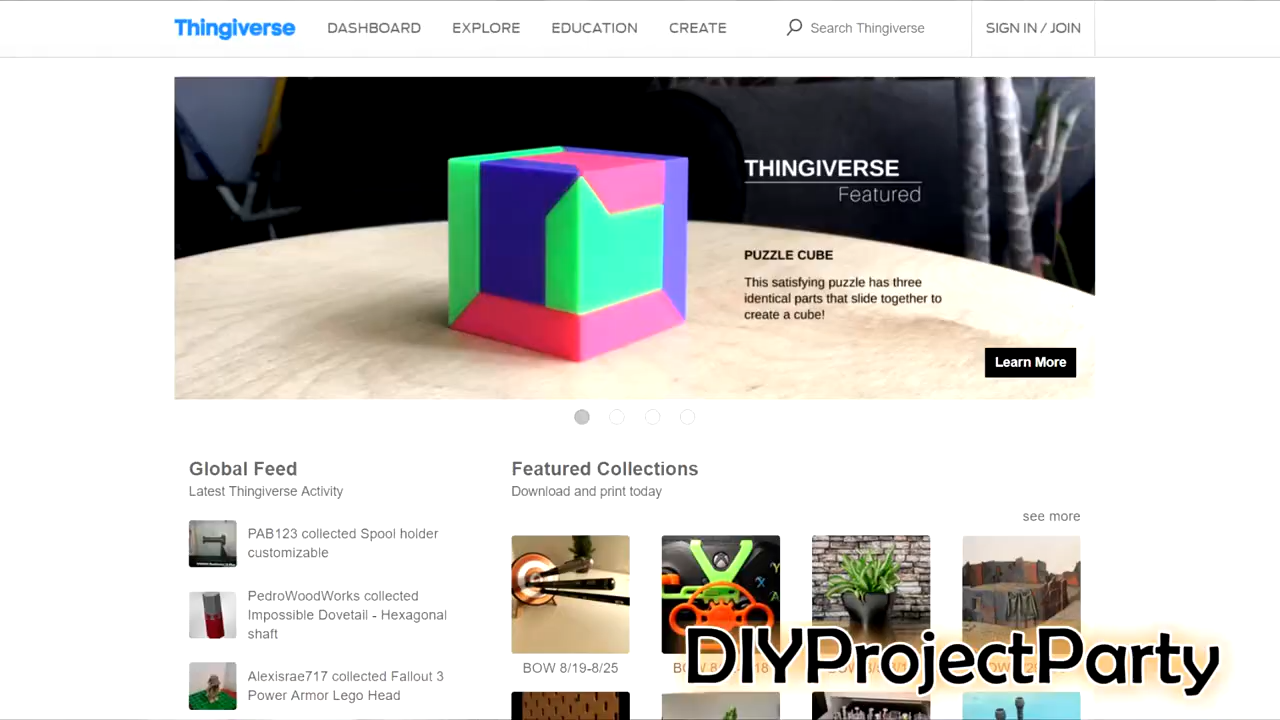 Thingiverse
DASHBOARD
EXPLORE
EDUCATION
CREATE
Search Thingiverse
SIGN IN / JOIN
THINGIVERSE
Featured
PUZZLE CUBE
This satisfying puzzle has three
identical parts that slide together to
create a cube!
Learn More
Global Feed
Latest Thingiverse Activity
PAB123 collected Spool holder
customizable
PedroWoodWorks collected
Impossible Dovetail - Hexagonal
shaft
Alexisrae717 collected Fallout 3
Power Armor Lego Head
Featured Collections
Download and print today
see more
BOW 8/19-8/25
DIYProjectParty